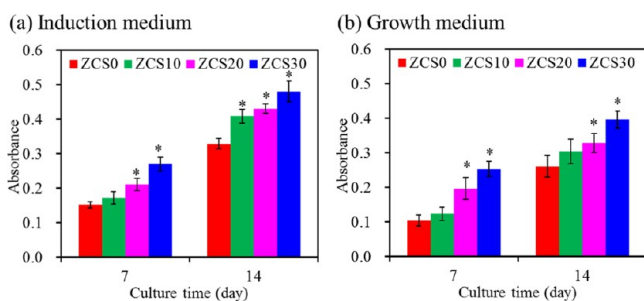 (a) Induction medium
0.6
ZCS0 ZCS10 ZCS20 ZCS30
0.5
0.4
0.3
0.2
0.1
0.0
Absorbance
* * * * *
7 14
Culture time (day)
(b) Growth medium
0.6
ZCS0 ZCS10 ZCS20 ZCS30
0.5
0.4
0.3
0.2
0.1
0.0
Absorbance
* * * *
7 14
Culture time (day)